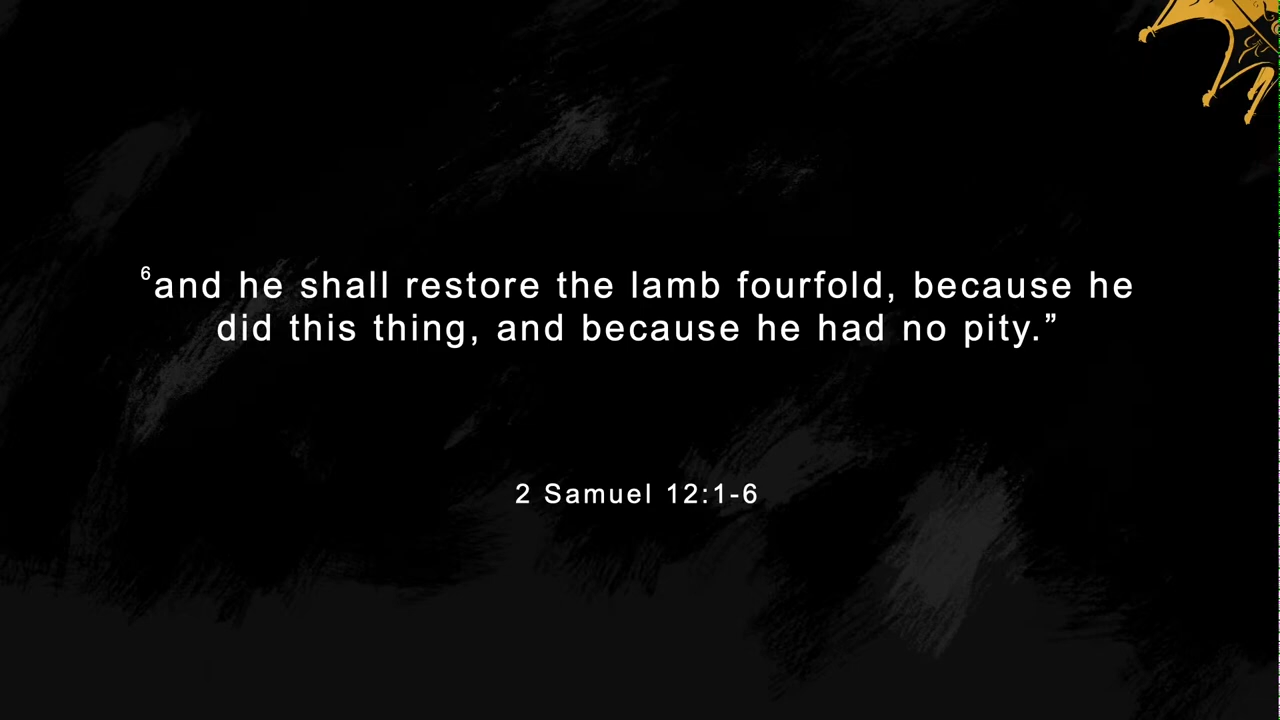 ⁶and he shall restore the lamb fourfold, because he
did this thing, and because he had no pity.”
2 Samuel 12:1-6